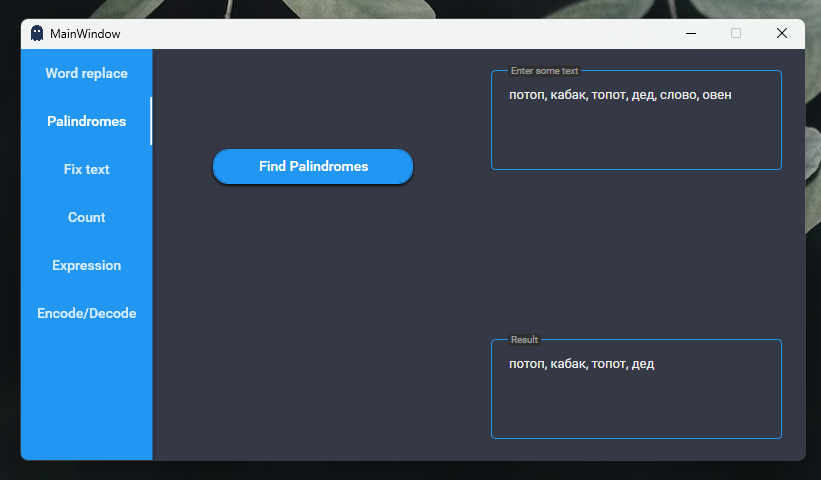 MainWindow
Word replace
Palindromes
Fix text
Count
Expression
Encode/Decode
Find Palindromes
Enter some text
потоп, кабак, топот, дед, слово, овен
Result
потоп, кабак, топот, дед